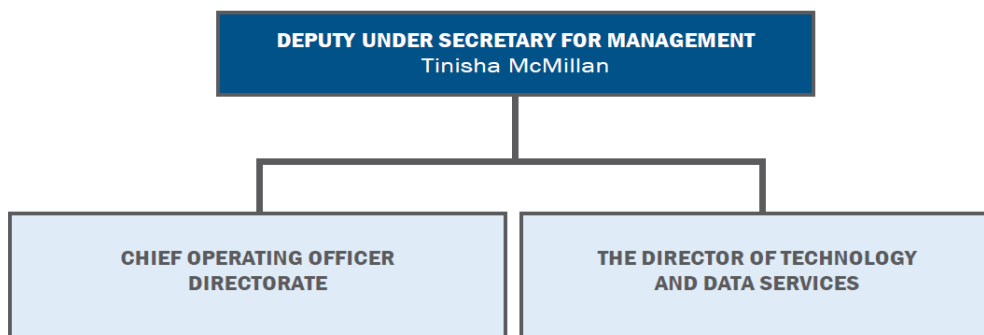 DEPUTY UNDER SECRETARY FOR MANAGEMENT
Tinisha McMillan
CHIEF OPERATING OFFICER
DIRECTORATE
THE DIRECTOR OF TECHNOLOGY
AND DATA SERVICES